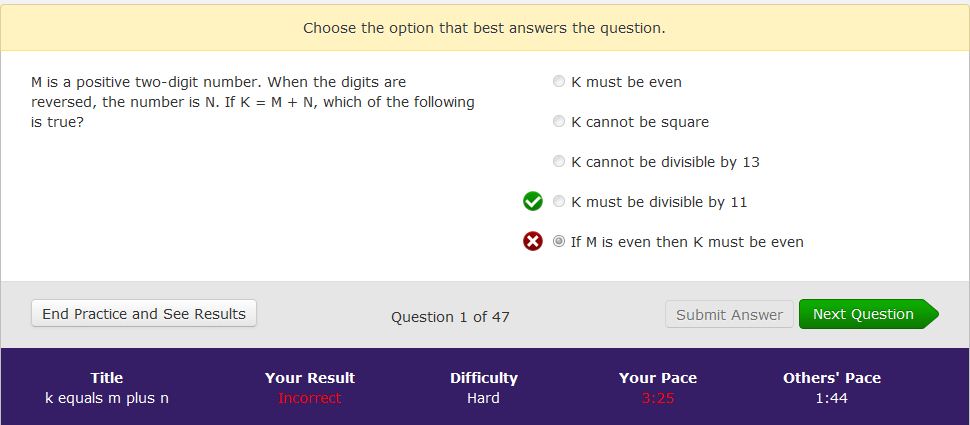 Choose the option that best answers the question.
M is a positive two-digit number. When the digits are
reversed, the number is N. If K = M + N, which of the following
is true?
K must be even
K cannot be square
K cannot be divisible by 13
K must be divisible by 11
If M is even then K must be even
End Practice and See Results
Question 1 of 47
Submit Answer
Next Question
Title
k equals m plus n
Your Result
Incorrect
Difficulty
Hard
Your Pace
3:25
Others' Pace
1:44